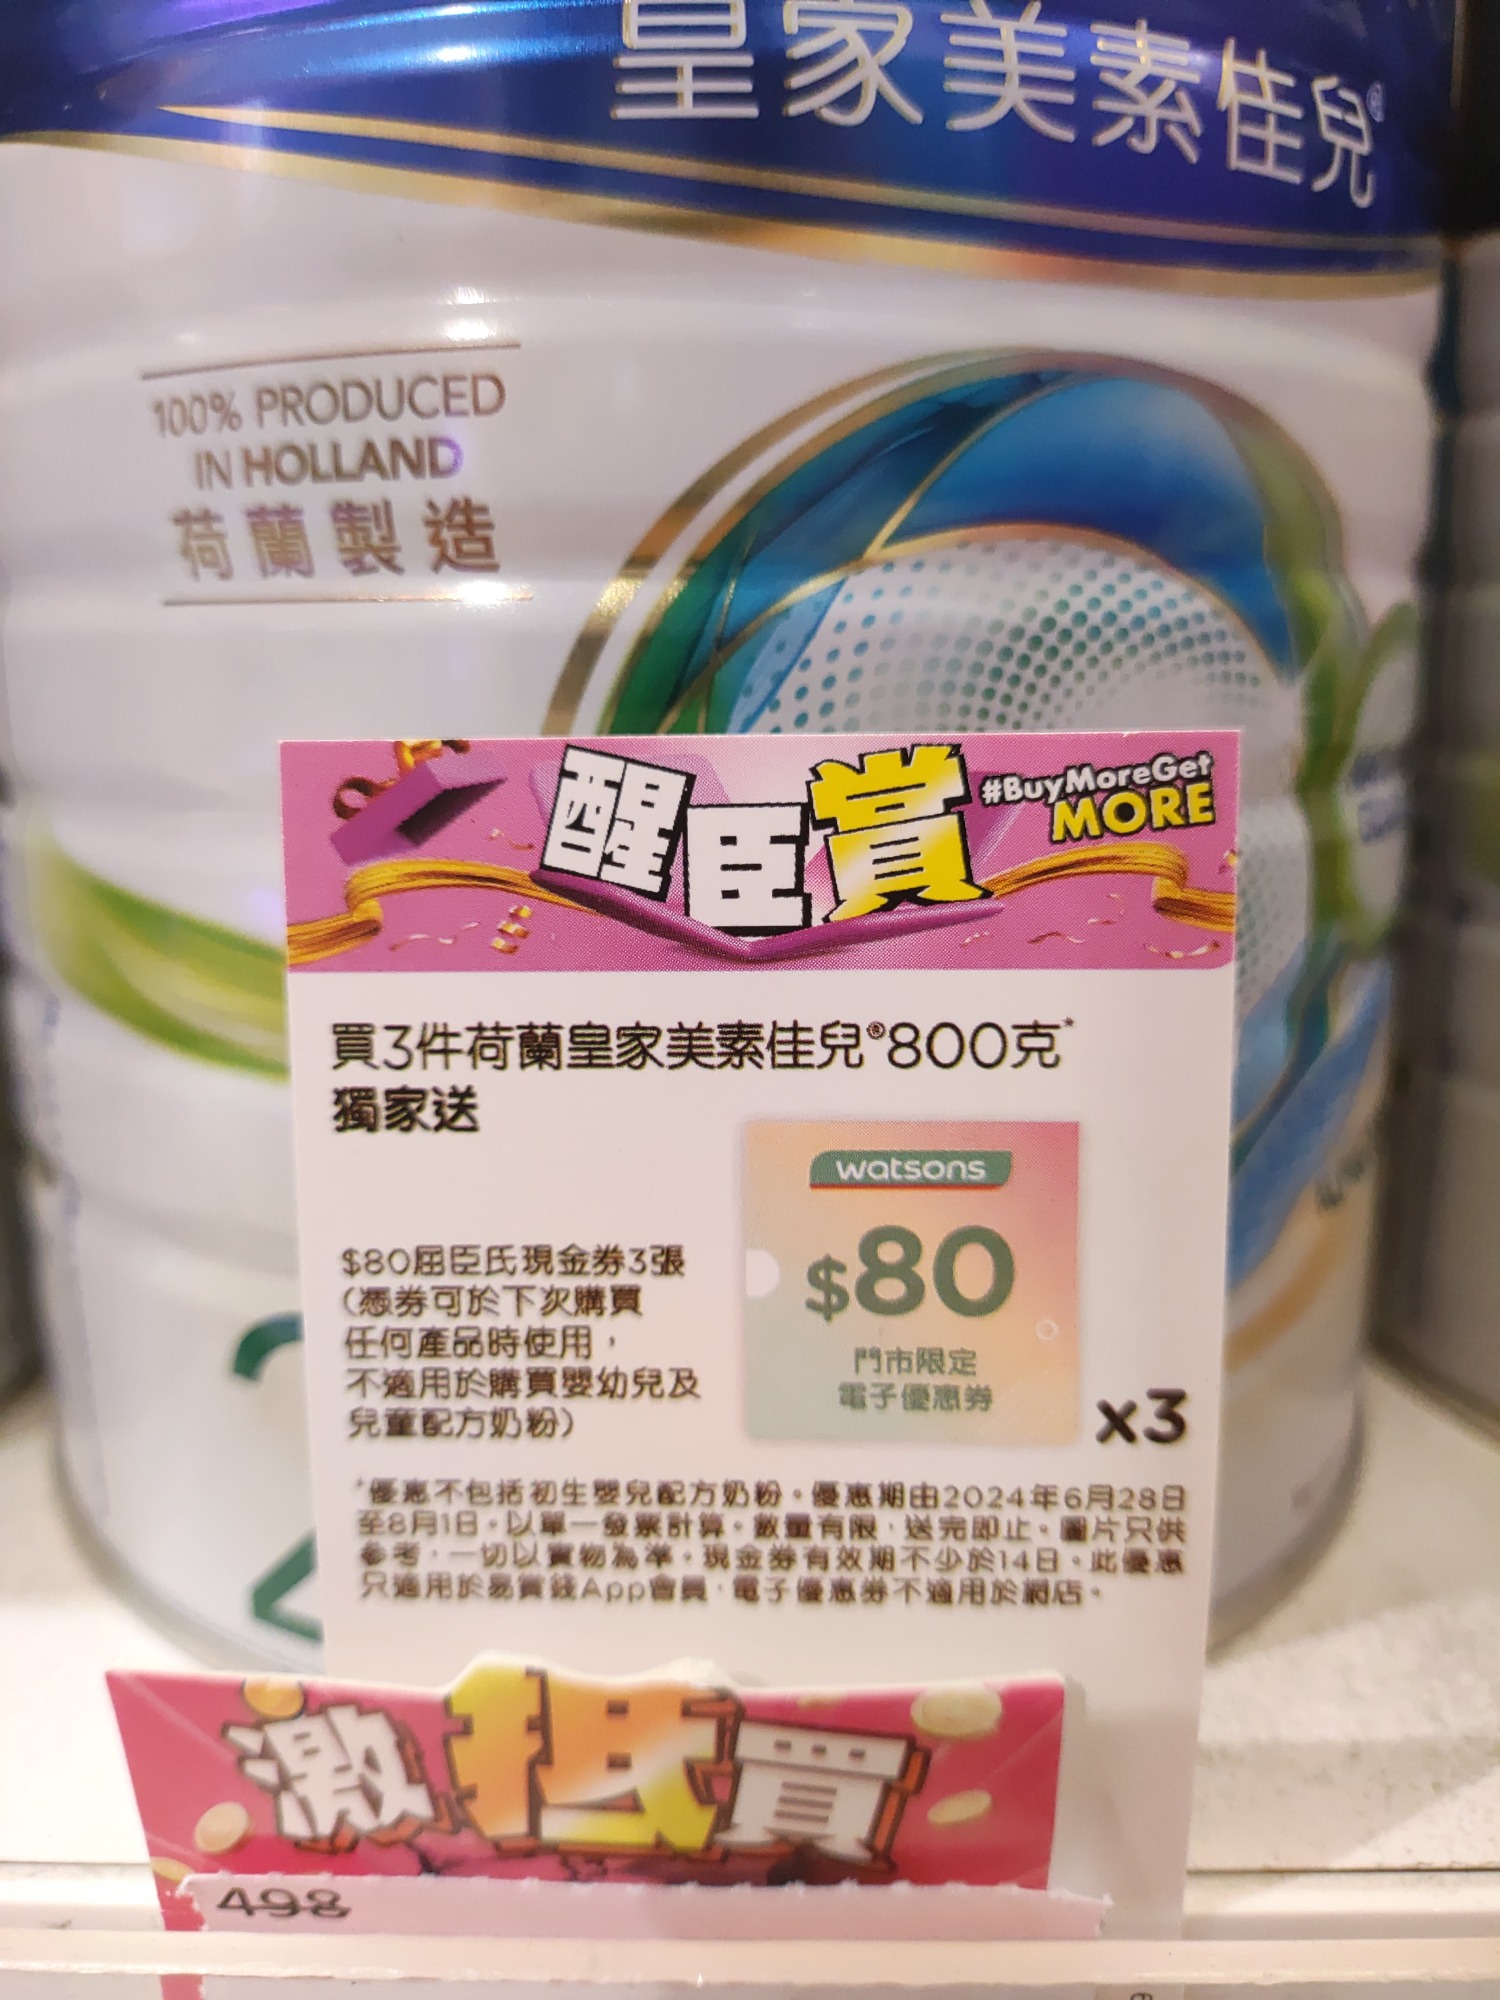 皇家美素佳兒®
100% PRODUCED
IN HOLLAND
荷蘭製造
醒臣賞
#BuyMoreGet
MORE
買3件荷蘭皇家美素佳兒®800克*
獨家送
watsons
$80
門市限定
電子優惠券
x3
$80屈臣氏現金券3張
(憑券可於下次購買
任何產品時使用，
不適用於購買嬰幼兒及
兒童配方奶粉)
*優惠不包括初生嬰兒配方奶粉。優惠期由2024年6月28日
至8月1日。以單一發票計算。數量有限，送完即止。圖片只供
參考，一切以實物為準。現金券有效期不少於14日。此優惠
只適用於易賞錢App會員，電子優惠券不適用於網店。
2
激抵買
498